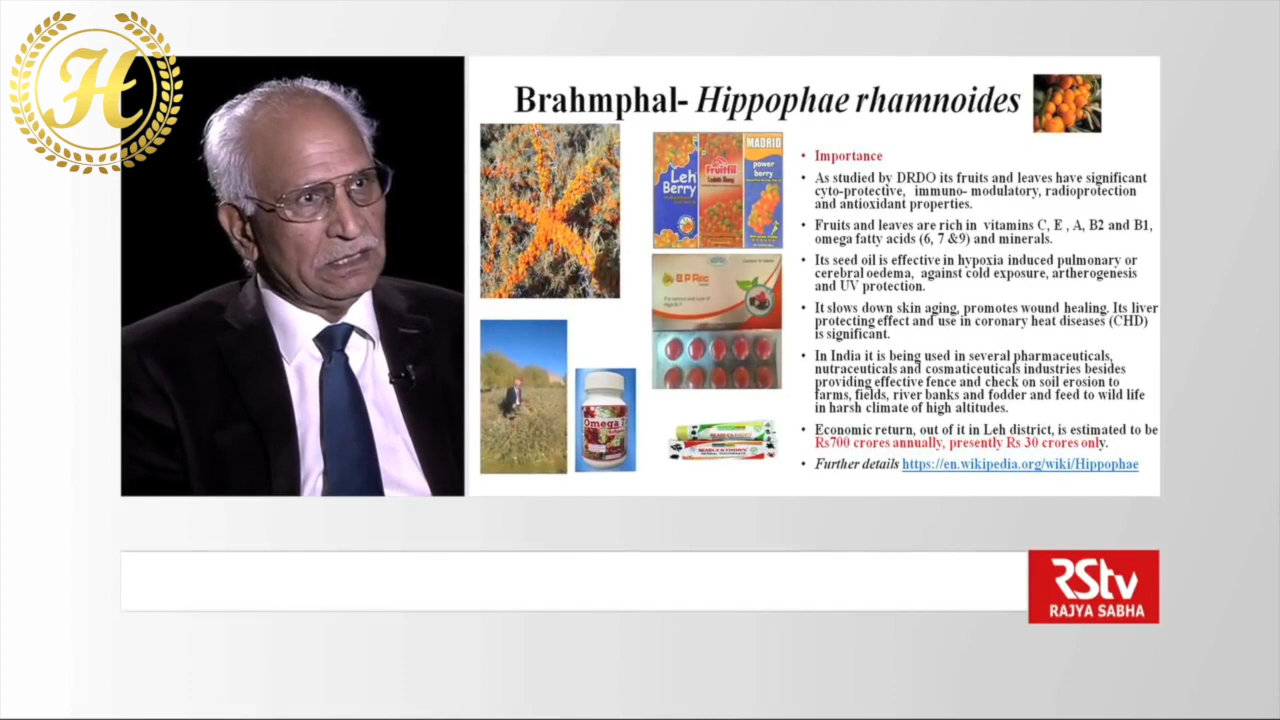 H
Brahmphal- Hippophae rhamnoides
Leh
Berry
Fruitfil
MADRID
power
berry
Omega 7
• Importance
• As studied by DRDO its fruits and leaves have significant
cyto-protective, immuno- modulatory, radioprotection
and antioxidant properties.
• Fruits and leaves are rich in vitamins C, E , A, B2 and B1,
omega fatty acids (6, 7 &9) and minerals.
• Its seed oil is effective in hypoxia induced pulmonary or
cerebral oedema, against cold exposure, artherogenesis
and UV protection.
• It slows down skin aging, promotes wound healing. Its liver
protecting effect and use in coronary heat diseases (CHD)
is significant.
• In India it is being used in several pharmaceuticals,
nutraceuticals and cosmaticeuticals industries besides
providing effective fence and check on soil erosion to
farms, fields, river banks and fodder and feed to wild life
in harsh climate of high altitudes.
• Economic return, out of it in Leh district, is estimated to be
Rs700 crores annually, presently Rs 30 crores only.
• Further details https://en.wikipedia.org/wiki/Hippophae
RStv
RAJYA SABHA